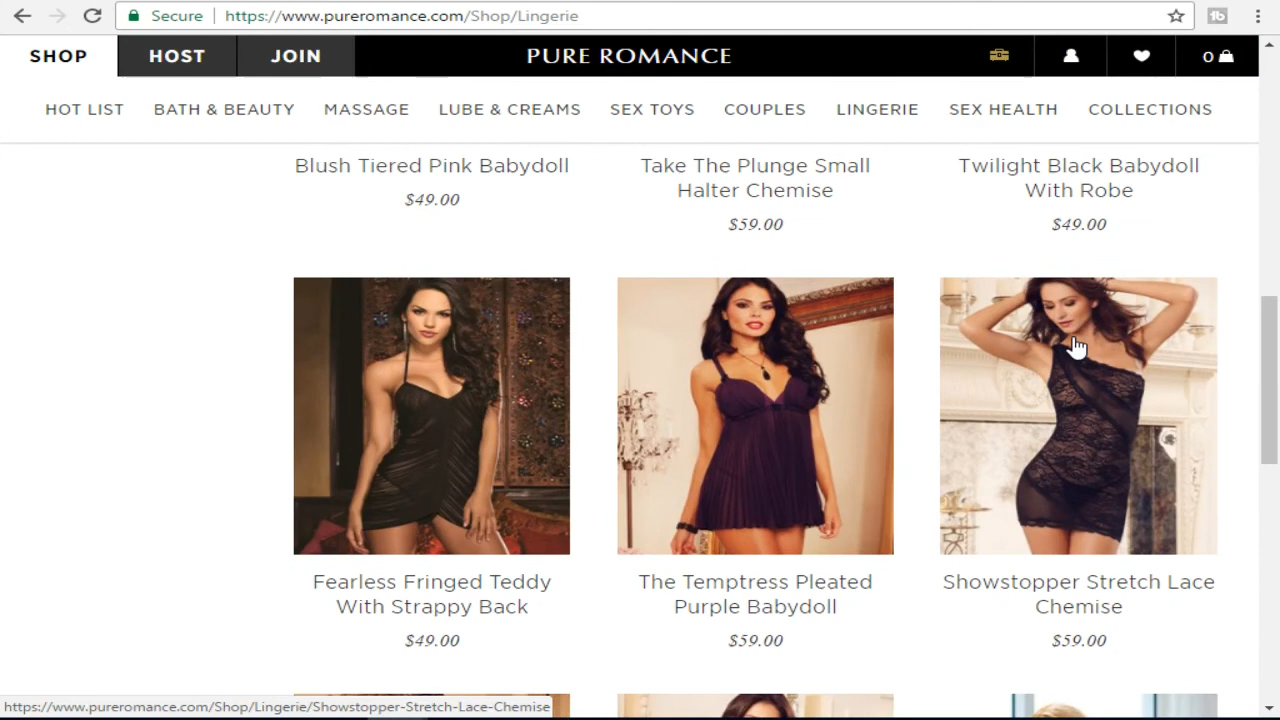 Secure https://www.pureromance.com/Shop/Lingerie
SHOP HOST JOIN PURE ROMANCE 0
HOT LIST BATH & BEAUTY MASSAGE LUBE & CREAMS SEX TOYS COUPLES LINGERIE SEX HEALTH COLLECTIONS
Blush Tiered Pink Babydoll
$49.00
Take The Plunge Small
Halter Chemise
$59.00
Twilight Black Babydoll
With Robe
$49.00
Fearless Fringed Teddy
With Strappy Back
$49.00
The Temptress Pleated
Purple Babydoll
$59.00
Showstopper Stretch Lace
Chemise
$59.00
https://www.pureromance.com/Shop/Lingerie/Showstopper-Stretch-Lace-Chemise